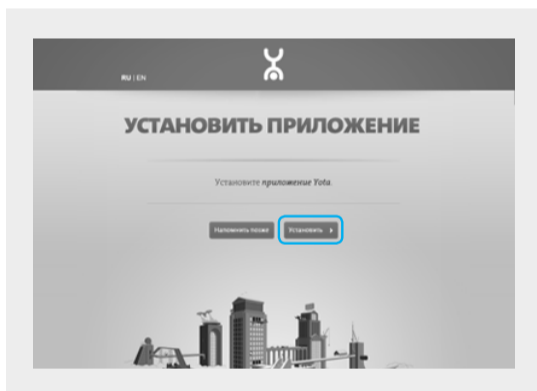 RU | EN
УСТАНОВИТЬ ПРИЛОЖЕНИЕ
Установите приложение Yota.
Напомнить позже
Установить